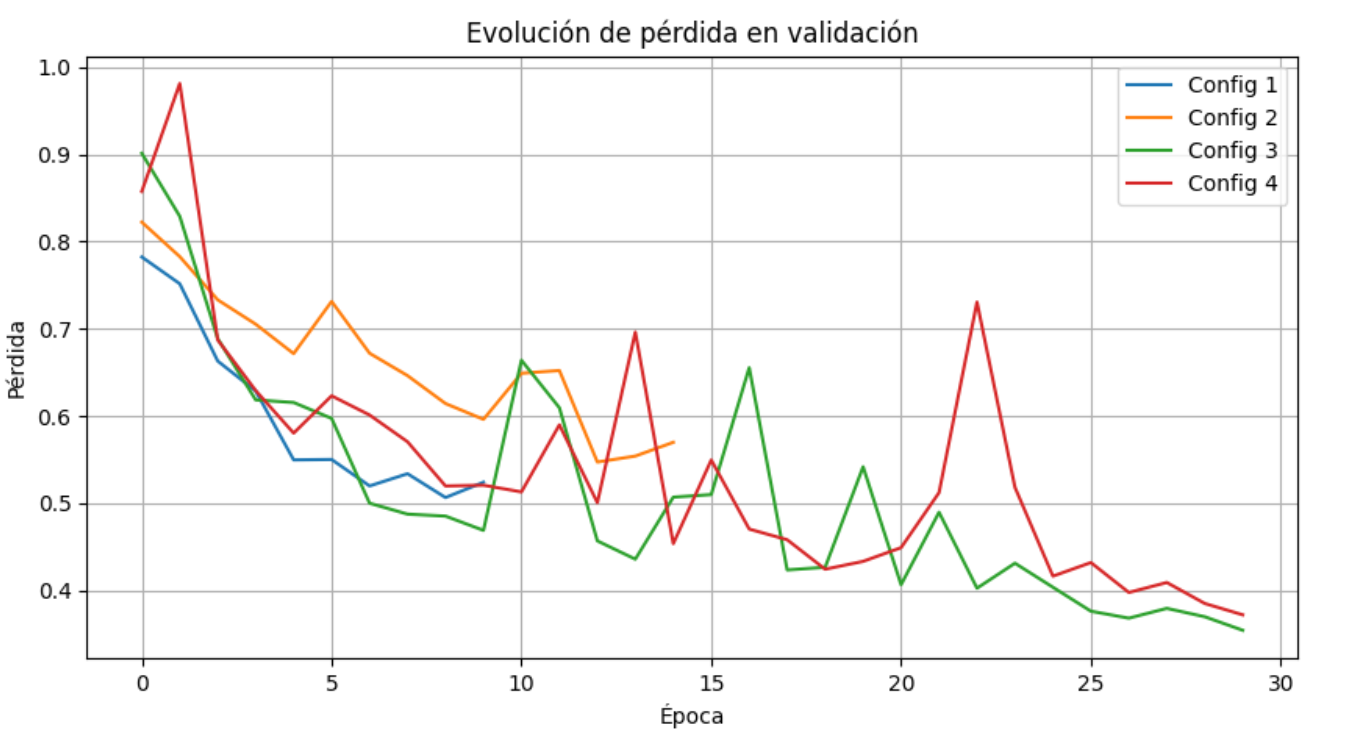 Evolución de pérdida en validación
1.0
0.9
0.8
0.7
0.6
0.5
0.4
Pérdida
Config 1
Config 2
Config 3
Config 4
0 5 10 15 20 25 30
Época